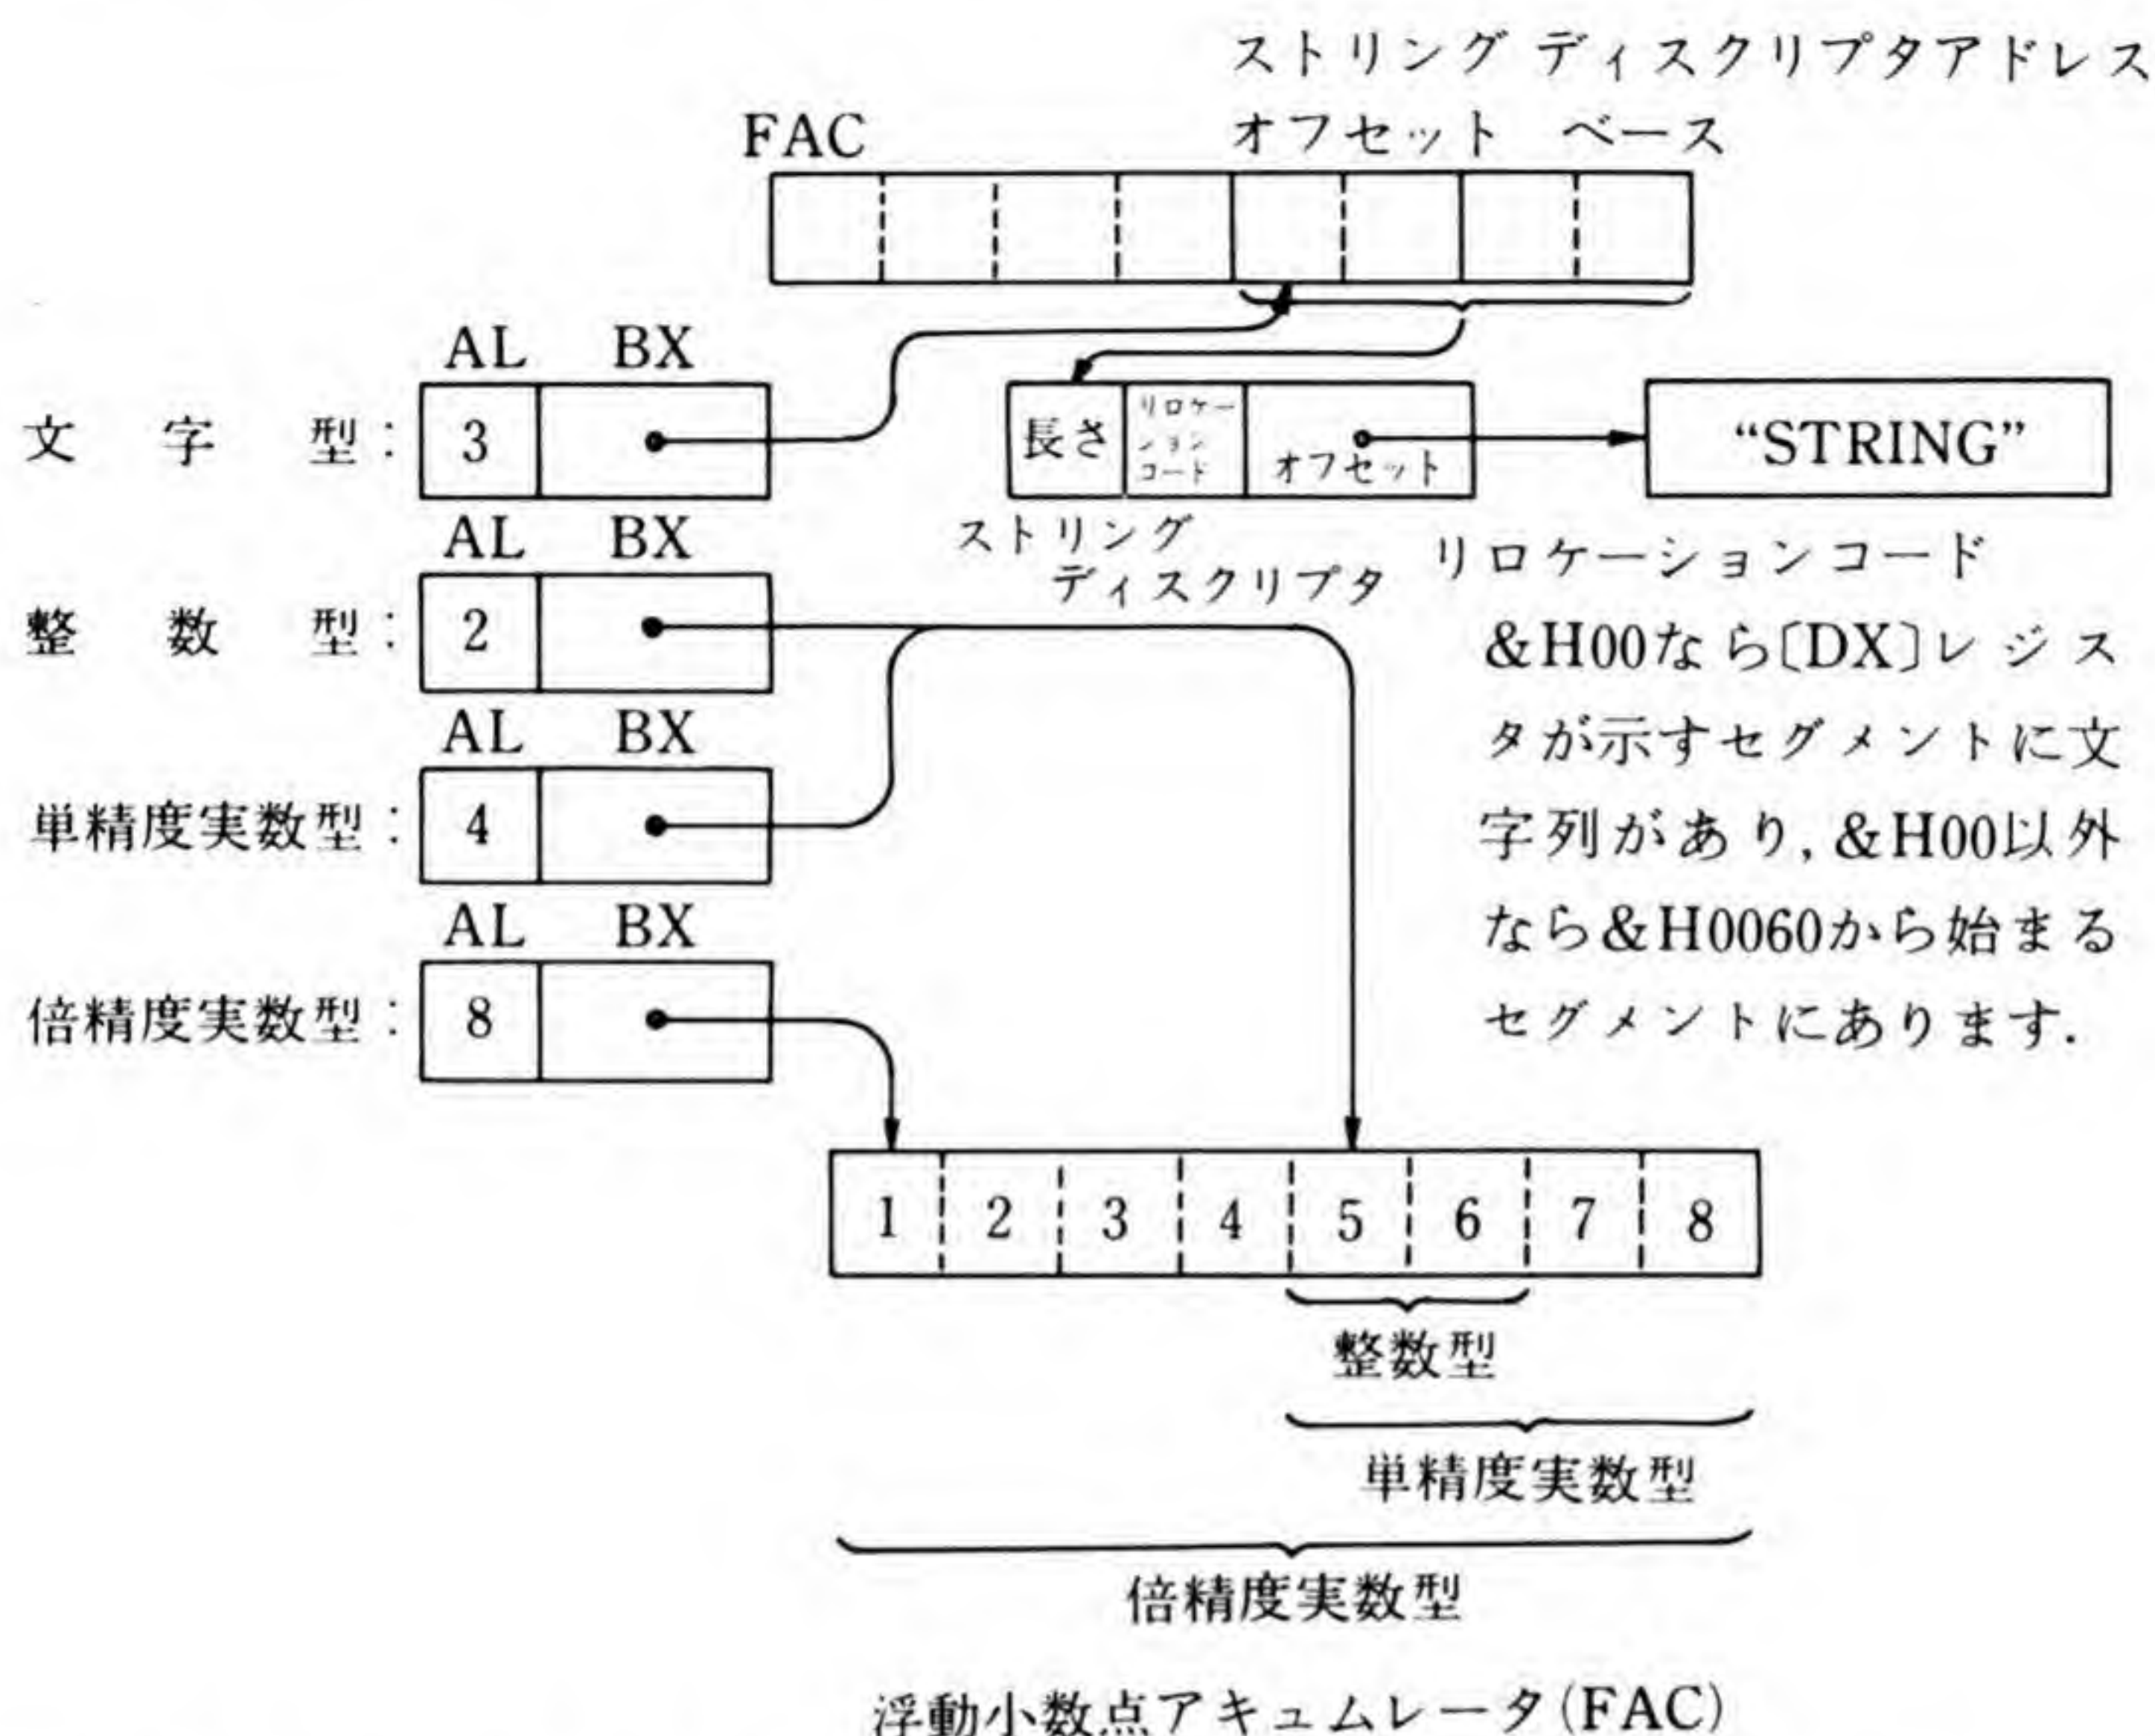 ストリング ディスクリプタアドレス
FAC オフセット ベース
AL BX
文字型: 3
長さ リロケーションコード オフセット
“STRING”
ストリング
ディスクリプタ
AL BX
整数型: 2
AL BX
単精度実数型: 4
AL BX
倍精度実数型: 8
リロケーションコード
&H00なら〔DX〕レジス
タが示すセグメントに文
字列があり,&H00以外
なら&H0060から始まる
セグメントにあります.
1 2 3 4 5 6 7 8
整数型
単精度実数型
倍精度実数型
浮動小数点アキュムレータ(FAC)